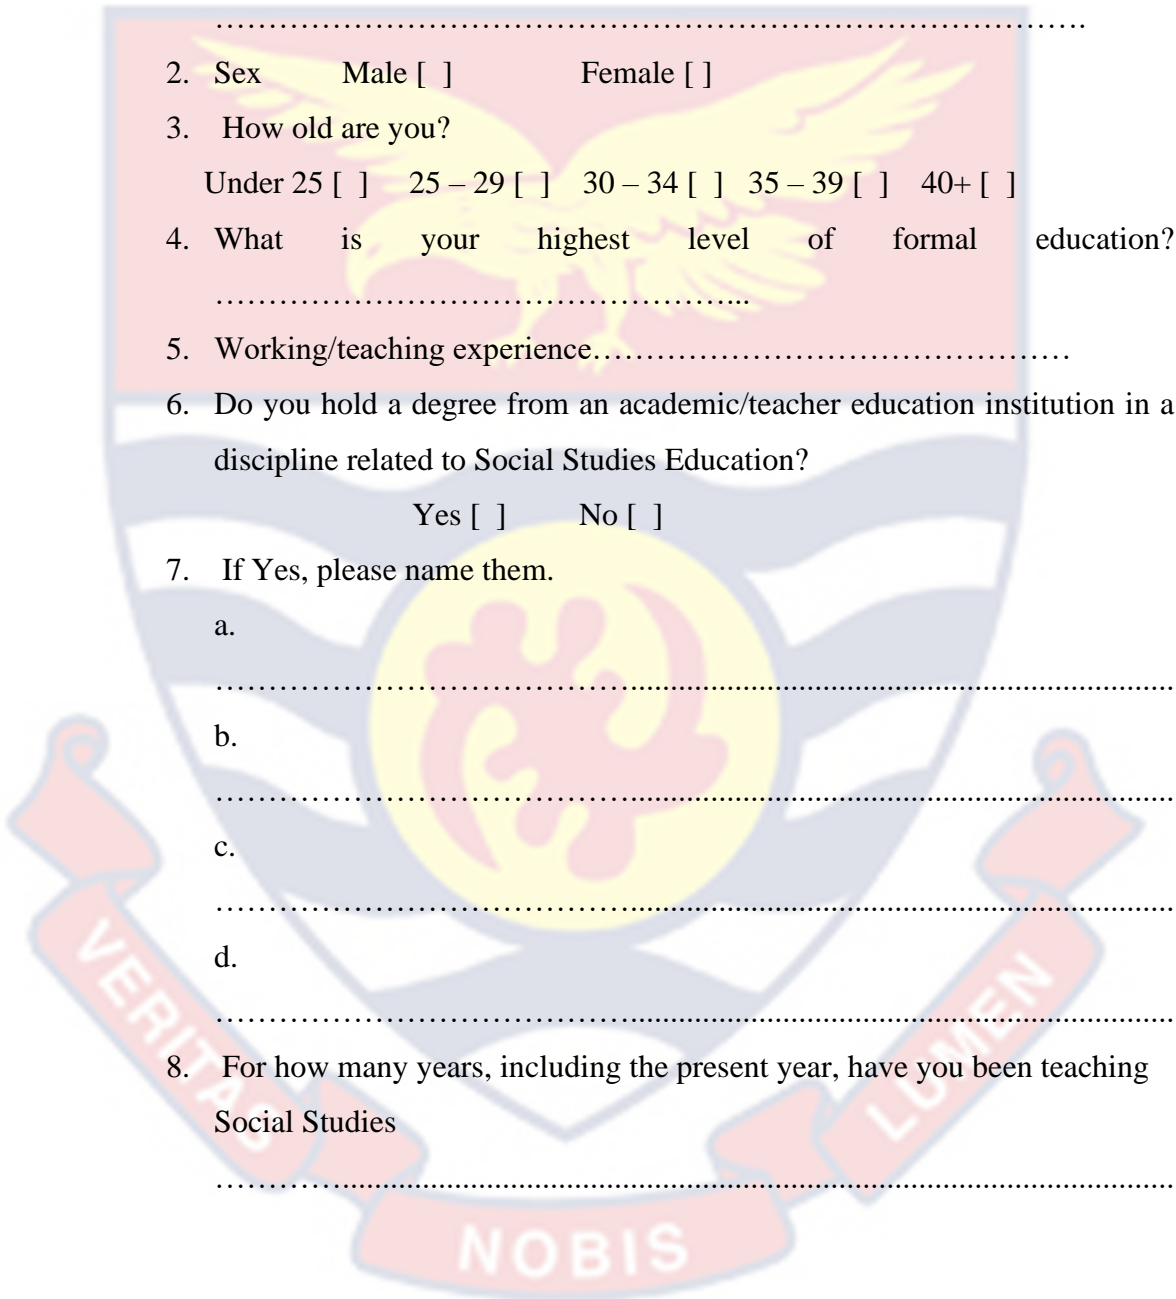 ……………………………………………………………………….
2. Sex Male [ ] Female [ ]
3. How old are you?
Under 25 [ ] 25 – 29 [ ] 30 – 34 [ ] 35 – 39 [ ] 40+ [ ]
4. What is your highest level of formal education?
…………………………………………...
5. Working/teaching experience………………………………………
6. Do you hold a degree from an academic/teacher education institution in a
discipline related to Social Studies Education?
Yes [ ] No [ ]
7. If Yes, please name them.
a.
…………………………………...................................................................................
b.
…………………………………...................................................................................
c.
…………………………………...................................................................................
d.
…………………………………...................................................................................
8. For how many years, including the present year, have you been teaching
Social Studies
…………...............................................................................................................
VERITAS
NOBIS
LUMEN